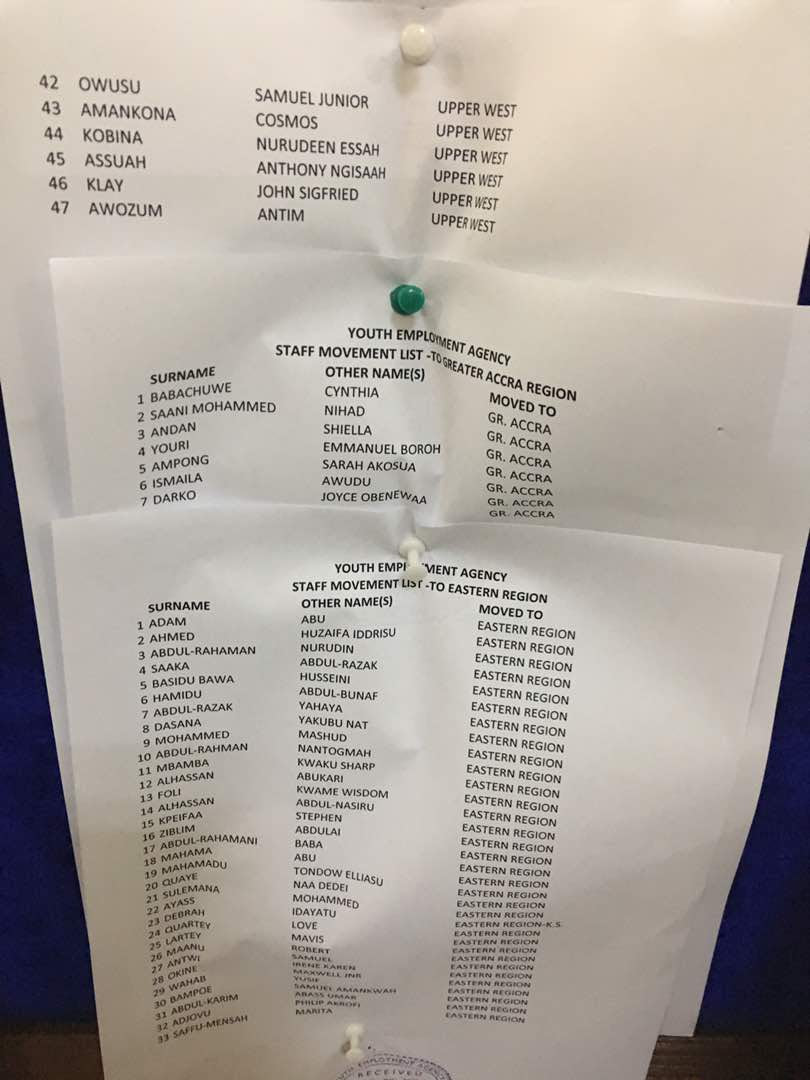 42 OWUSU SAMUEL JUNIOR UPPER WEST
43 AMANKONA COSMOS UPPER WEST
44 KOBINA NURUDEEN ESSAH UPPER WEST
45 ASSUAH ANTHONY NGISAAH UPPER WEST
46 KLAY JOHN SIGFRIED UPPER WEST
47 AWOZUM ANTIM UPPER WEST
YOUTH EMPLOYMENT AGENCY
STAFF MOVEMENT LIST -TO GREATER ACCRA REGION
SURNAME OTHER NAME(S) MOVED TO
1 BABACHUWE CYNTHIA GR. ACCRA
2 SAANI MOHAMMED NIHAD GR. ACCRA
3 ANDAN SHIELLA GR. ACCRA
4 YOURI EMMANUEL BOROH GR. ACCRA
5 AMPONG SARAH AKOSUA GR. ACCRA
6 ISMAILA AWUDU GR. ACCRA
7 DARKO JOYCE OBENEWAA GR. ACCRA
YOUTH AGENCY
STAFF MOVEMENT LIST -TO EASTERN REGION
SURNAME OTHER NAME(S) MOVED TO
1 ADAM ABU EASTERN REGION
2 AHMED HUZAIFA IDDRISU EASTERN REGION
3 ABDUL-RAHAMAN NURUDIN EASTERN REGION
4 SAAKA ABDUL-RAZAK EASTERN REGION
5 BASIDU BAWA HUSSEINI EASTERN REGION
6 HAMIDU ABDUL-BUNAF EASTERN REGION
7 ABDUL-RAZAK YAHAYA EASTERN REGION
8 DASANA YAKUBU NAT EASTERN REGION
9 MOHAMMED MASHUD EASTERN REGION
10 ABDUL-RAHMAN NANTOGMAH EASTERN REGION
11 MBAMBA KWAKU SHARP EASTERN REGION
12 ALHASSAN ABUKARI EASTERN REGION
13 FOLI KWAME WISDOM EASTERN REGION
14 ALHASSAN ABDUL-NASIRU EASTERN REGION
15 KPEIFAA STEPHEN EASTERN REGION
16 ZIBLIM ABDULAI EASTERN REGION
17 ABDUL-RAHAMANI BABA EASTERN REGION
18 MAHAMA ABU EASTERN REGION
19 MAHAMADU TONDOW ELLIASU EASTERN REGION
20 QUAYE NAA DEDEI EASTERN REGION
21 SULEMANA MOHAMMED EASTERN REGION
22 AYASS IDAYATU EASTERN REGION-K.S.
23 DEBRAH LOVE EASTERN REGION
24 QUARTEY MAVIS EASTERN REGION
25 LARTEY ROBERT EASTERN REGION
26 MAANU SAMUEL EASTERN REGION
27 ANTWI IRENE KAREN EASTERN REGION
28 OKINE MAXWELL JNR EASTERN REGION
29 WAHAB YUSIF EASTERN REGION
30 BAMPOE SAMUEL AMANKWAH EASTERN REGION
31 ABDUL-KARIM ABASS UMAR EASTERN REGION
32 ADJOVU PHILIP AKROFI EASTERN REGION
33 SAFFU-MENSAH MARITA EASTERN REGION
YOUTH EMPLOYMENT AGENCY
RECEIVED